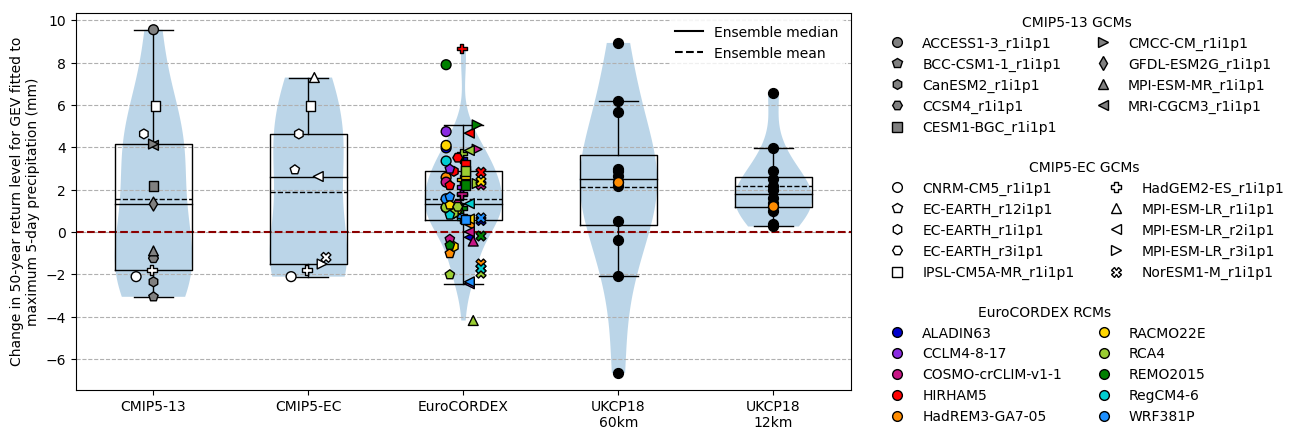 Change in 50-year return level for GEV fitted to
maximum 5-day precipitation (mm)
10
8
6
4
2
0
−2
−4
−6
CMIP5-13
CMIP5-EC
EuroCORDEX
UKCP18
60km
UKCP18
12km
Ensemble median
Ensemble mean
CMIP5-13 GCMs
ACCESS1-3_r1i1p1
BCC-CSM1-1_r1i1p1
CanESM2_r1i1p1
CCSM4_r1i1p1
CESM1-BGC_r1i1p1
CMCC-CM_r1i1p1
GFDL-ESM2G_r1i1p1
MPI-ESM-MR_r1i1p1
MRI-CGCM3_r1i1p1
CMIP5-EC GCMs
CNRM-CM5_r1i1p1
EC-EARTH_r12i1p1
EC-EARTH_r1i1p1
EC-EARTH_r3i1p1
IPSL-CM5A-MR_r1i1p1
HadGEM2-ES_r1i1p1
MPI-ESM-LR_r1i1p1
MPI-ESM-LR_r2i1p1
MPI-ESM-LR_r3i1p1
NorESM1-M_r1i1p1
EuroCORDEX RCMs
ALADIN63
CCLM4-8-17
COSMO-crCLIM-v1-1
HIRHAM5
HadREM3-GA7-05
RACMO22E
RCA4
REMO2015
RegCM4-6
WRF381P